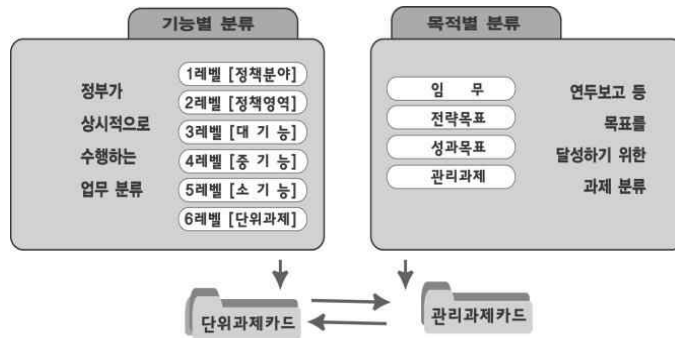 기능별 분류
정부가
상시적으로
수행하는
업무 분류
1레벨 [정책분야]
2레벨 [정책영역]
3레벨 [대 기 능]
4레벨 [중 기 능]
5레벨 [소 기 능]
6레벨 [단위과제]
목적별 분류
임 무
전략목표
성과목표
관리과제
연두보고 등
목표를
달성하기 위한
과제 분류
단위과제카드
관리과제카드